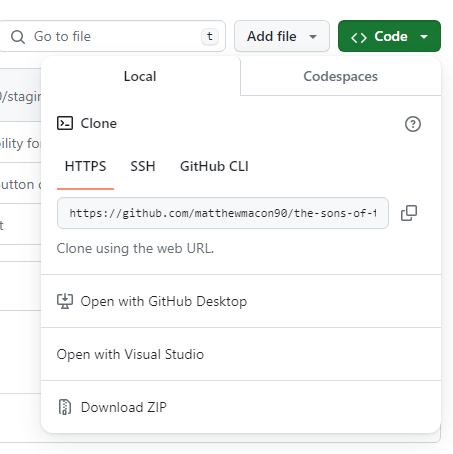 Go to file
t
Add file
Code
Local
Codespaces
0/stagin
Clone
bility for
HTTPS
SSH
GitHub CLI
utton c
https://github.com/matthewmacon90/the-sons-of-t
t
Clone using the web URL.
Open with GitHub Desktop
Open with Visual Studio
Download ZIP